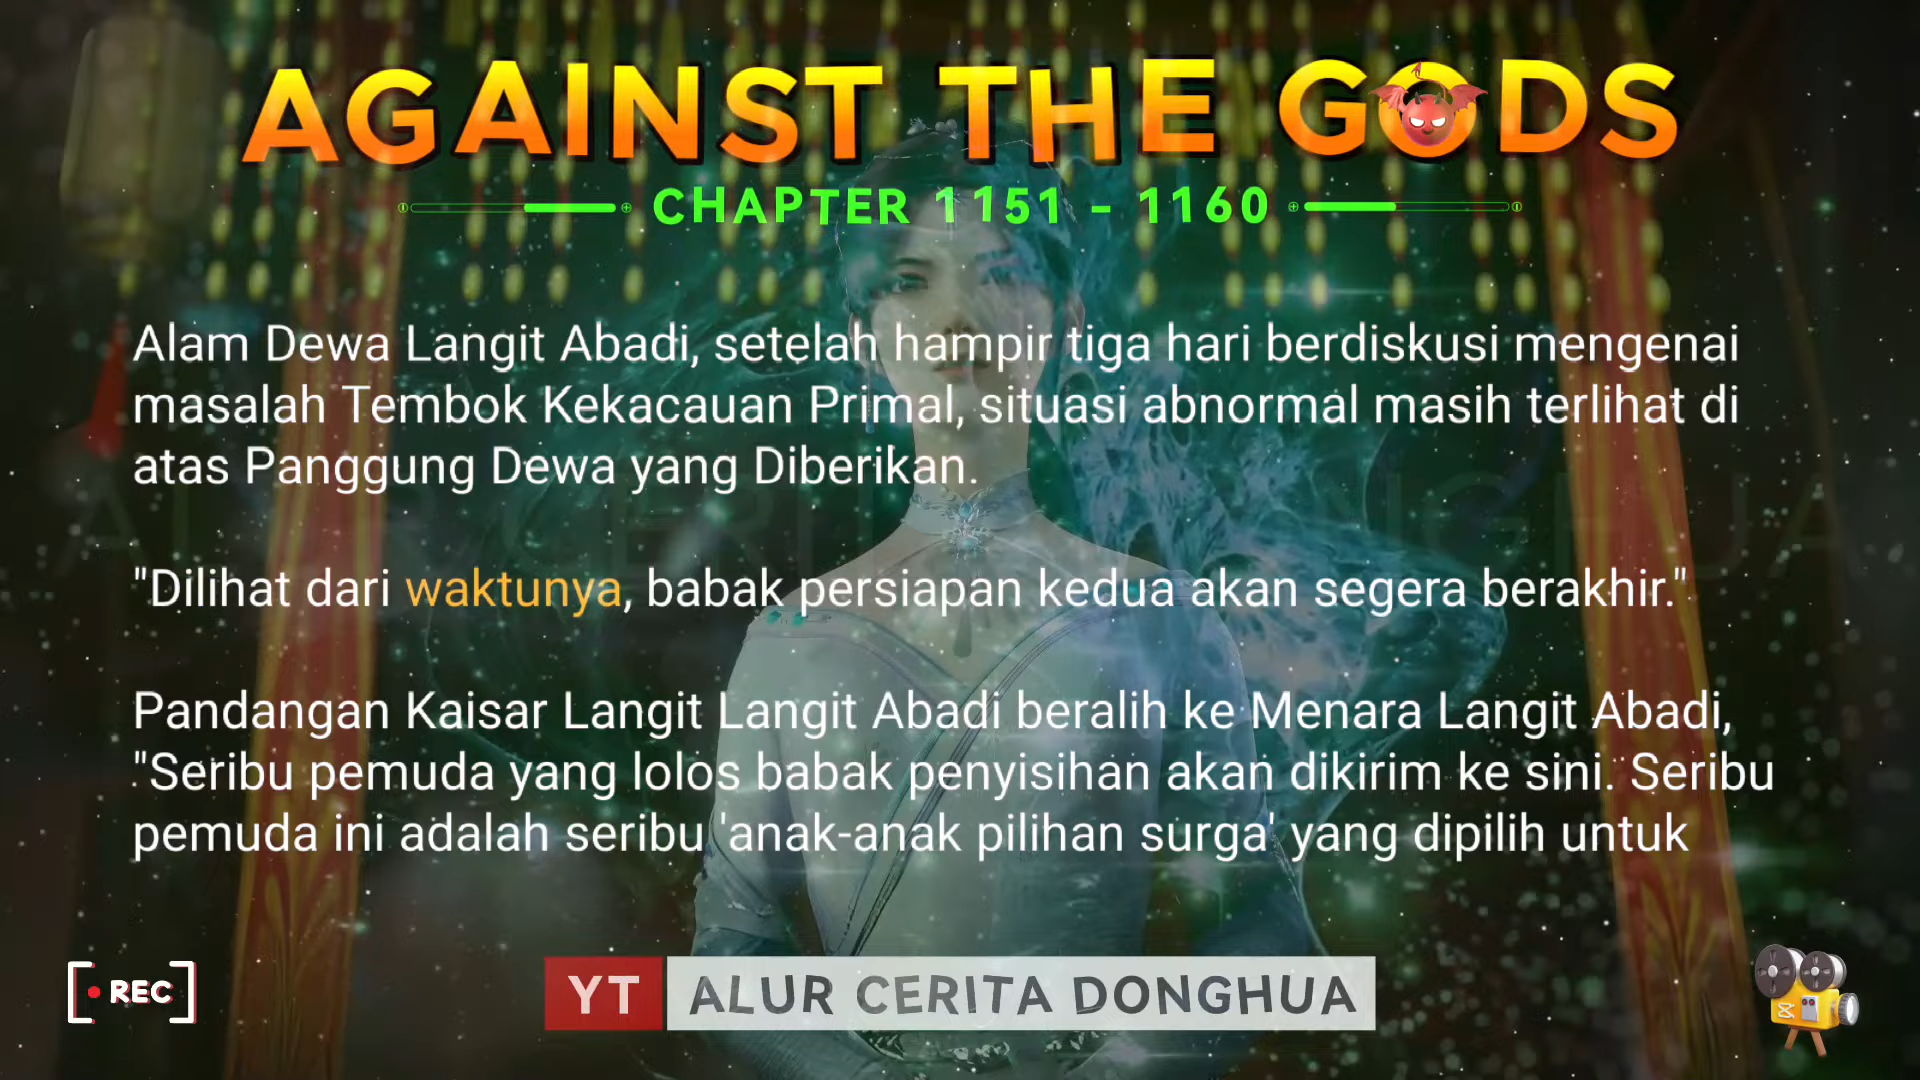 AGAINST THE GODS
CHAPTER 1151 - 1160
Alam Dewa Langit Abadi, setelah hampir tiga hari berdiskusi mengenai
masalah Tembok Kekacauan Primal, situasi abnormal masih terlihat di
atas Panggung Dewa yang Diberikan.
"Dilihat dari waktunya, babak persiapan kedua akan segera berakhir."
Pandangan Kaisar Langit Langit Abadi beralih ke Menara Langit Abadi,
"Seribu pemuda yang lolos babak penyisihan akan dikirim ke sini. Seribu
pemuda ini adalah seribu 'anak-anak pilihan surga' yang dipilih untuk
REC
YT ALUR CERITA DONGHUA